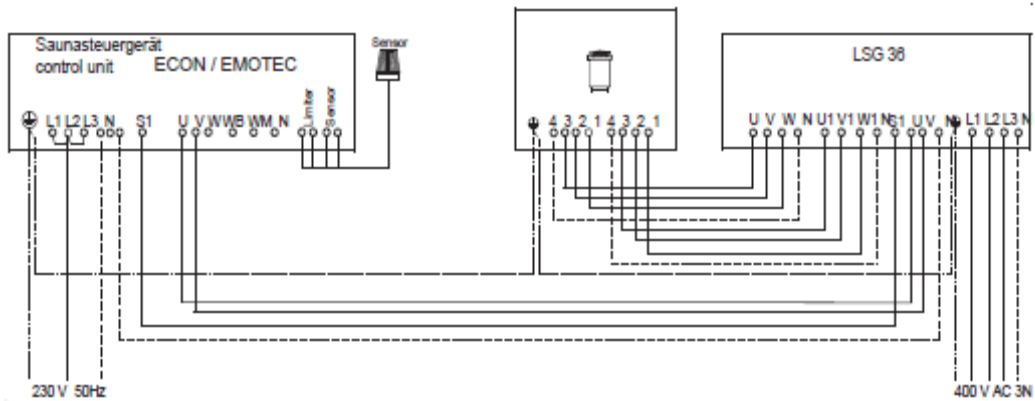 Saunasteuergerät
control unit ECON / EMOTEC
Sensor
LSG 36
Limiter
Sensor
L1 L2 L3 N S1 U V W WB WM N
4 3 2 1 4 3 2 1
U V W N U1 V1 W1 N S1 U V N L1 L2 L3 N
230 V 50Hz
400 V AC 3N